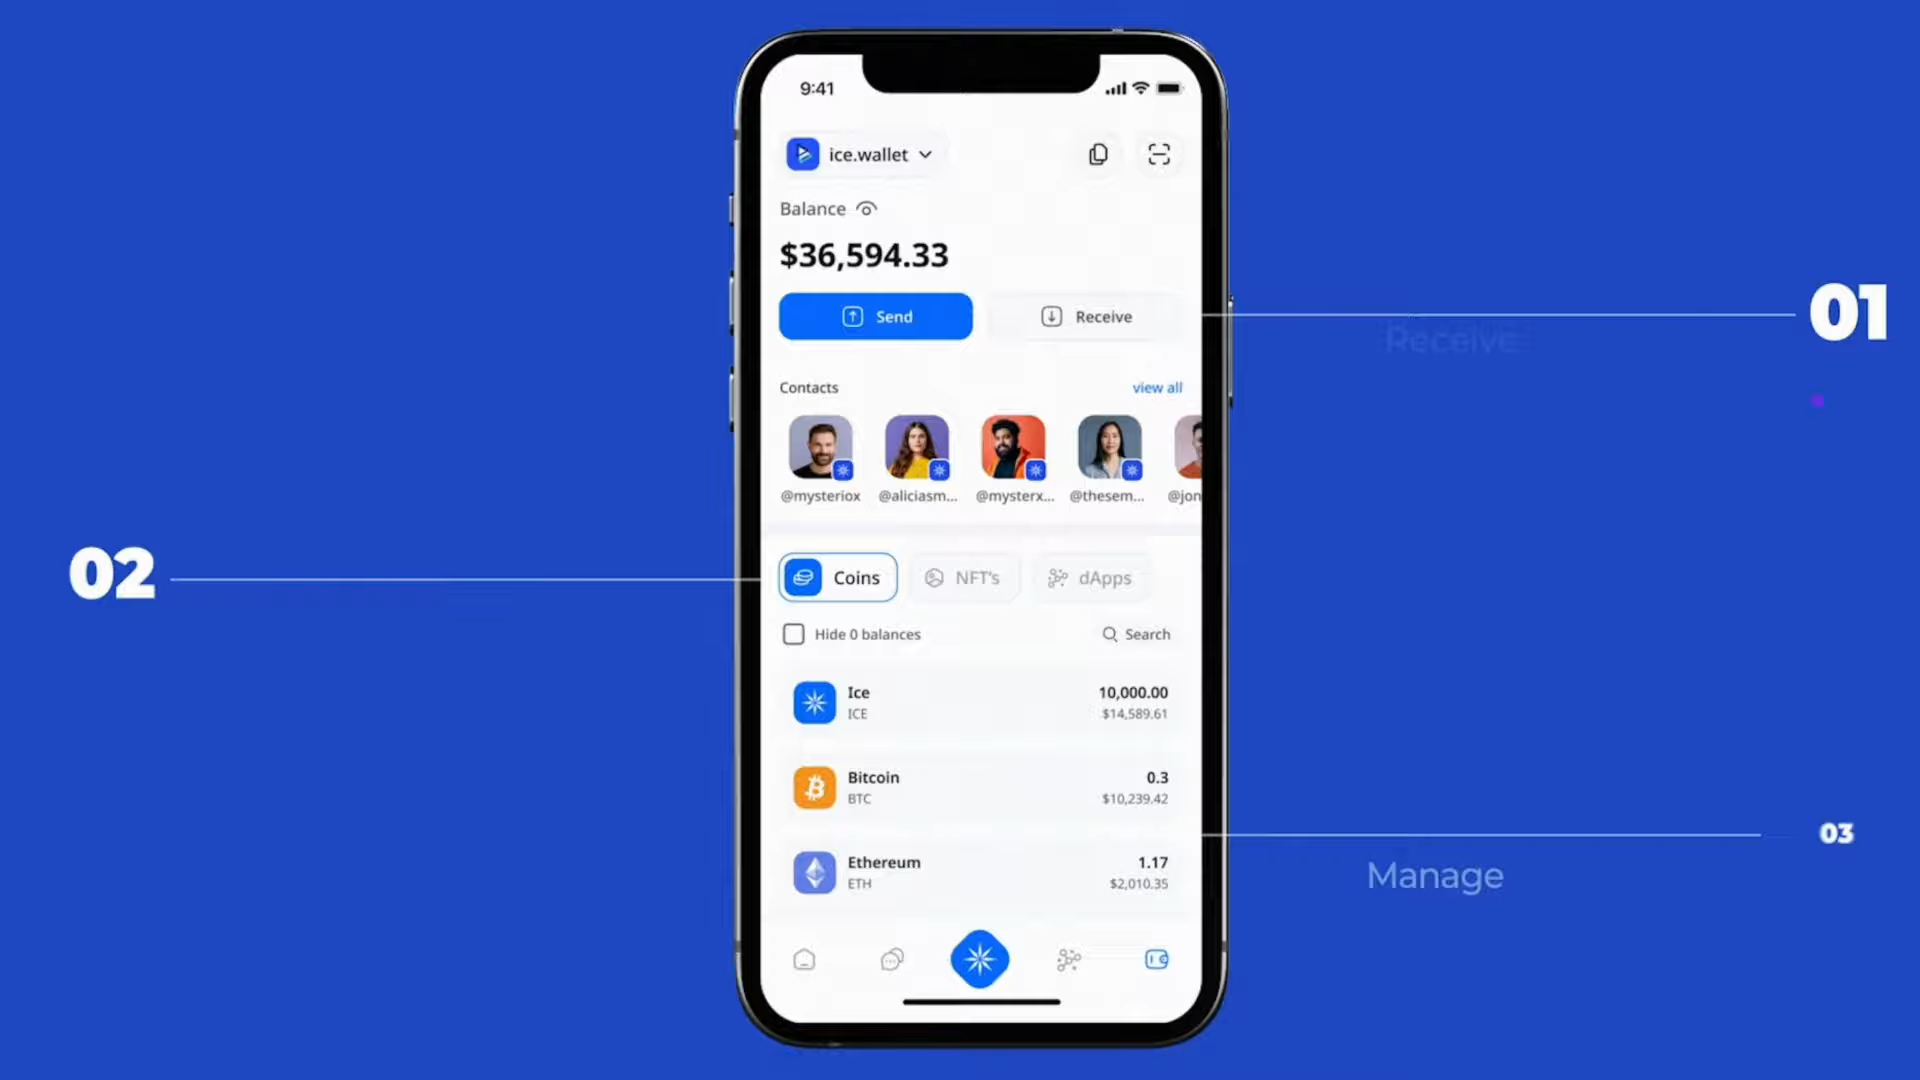 9:41
ice.wallet
Balance
$36,594.33
Send
Receive
01
Receive
Contacts
view all
@mysteriox
@aliciasm...
@mysterx...
@thesem...
@jon
02
Coins
NFT's
dApps
Hide 0 balances
Search
Ice
10,000.00
ICE
$14,589.61
Bitcoin
0.3
BTC
$10,239.42
03
Ethereum
1.17
Manage
ETH
$2,010.35